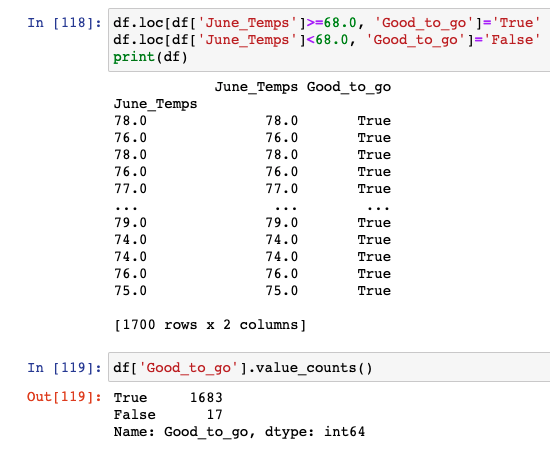 In [118]: df.loc[df['June_Temps']>=68.0, 'Good_to_go']='True'
df.loc[df['June_Temps']<68.0, 'Good_to_go']='False'
print(df)
June_Temps Good_to_go
June_Temps
78.0 78.0 True
76.0 76.0 True
78.0 78.0 True
76.0 76.0 True
77.0 77.0 True
... ... ...
79.0 79.0 True
74.0 74.0 True
74.0 74.0 True
76.0 76.0 True
75.0 75.0 True
[1700 rows x 2 columns]
In [119]: df['Good_to_go'].value_counts()
Out[119]: True 1683
False 17
Name: Good_to_go, dtype: int64